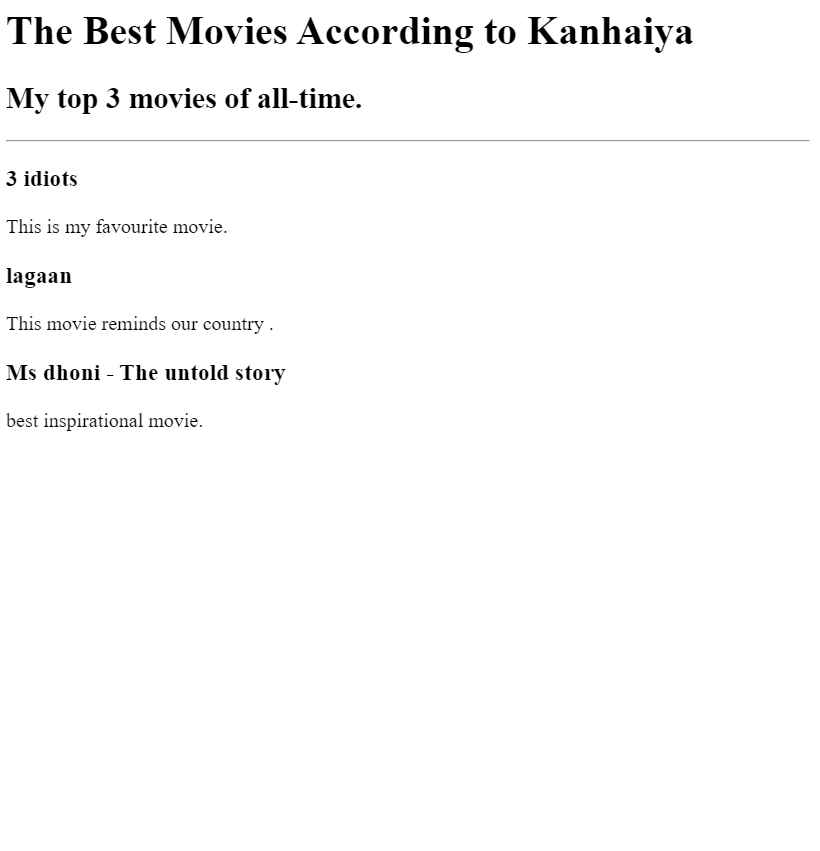 The Best Movies According to Kanhaiya
My top 3 movies of all-time.
3 idiots
This is my favourite movie.
lagaan
This movie reminds our country .
Ms dhoni - The untold story
best inspirational movie.